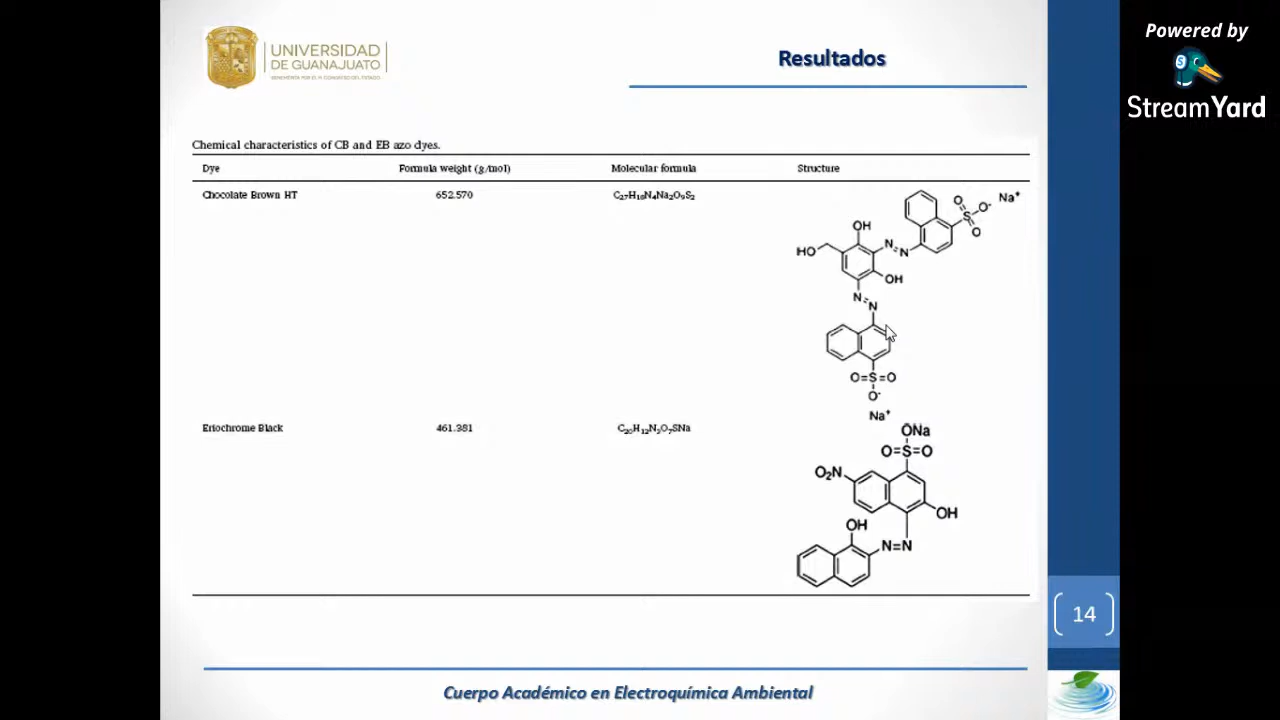 UNIVERSIDAD
DE GUANAJUATO
Resultados
Powered by
StreamYard
Chemical characteristics of CB and EB azo dyes.
Dye Formula weight (g/mol) Molecular formula Structure
Chocolate Brown HT 652.570 C₂₇H₁₈N₄Na₂O₉S₂
O O⁻ Na⁺
S
O
OH
HO
N=N
OH
N=N
O=S=O
O⁻
Na⁺
Eriochrome Black 461.381 C₂₀H₁₂N₃O₇SNa
ONa
O=S=O
O₂N
OH
OH
N=N
14
Cuerpo Académico en Electroquímica Ambiental